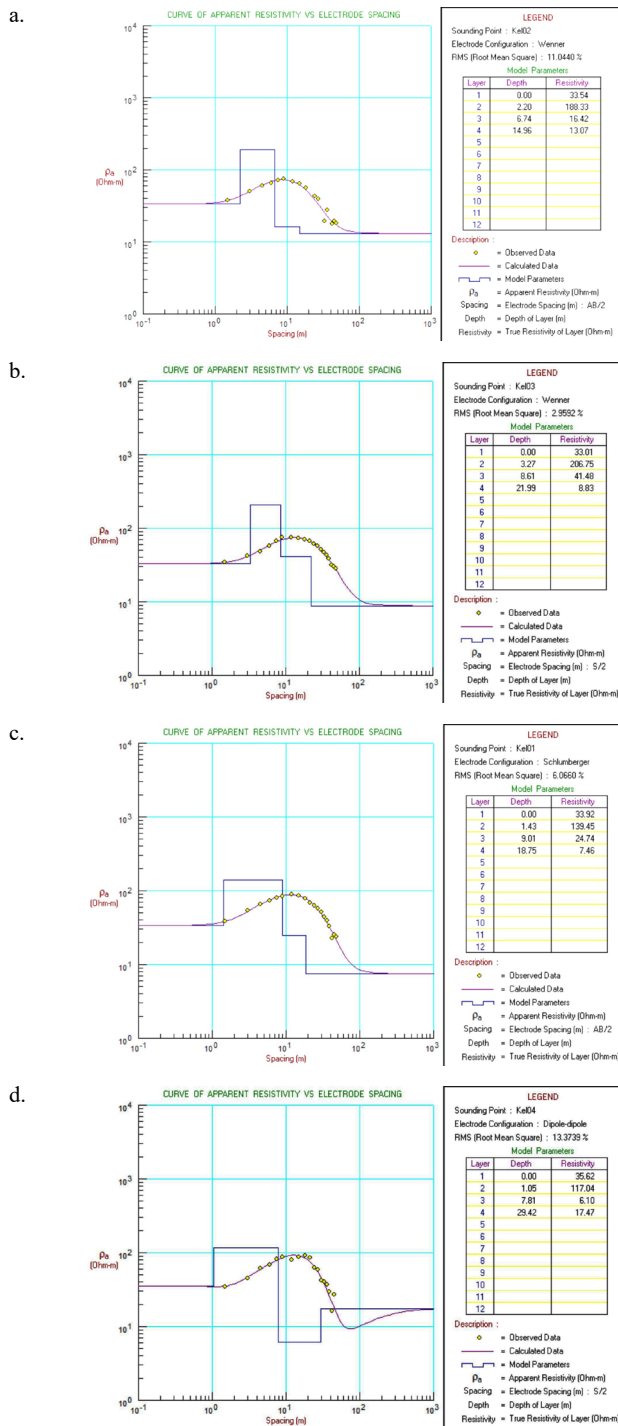 a.
CURVE OF APPARENT RESISTIVITY VS ELECTRODE SPACING
10^4
10^3
ρa
(Ohm-m)
10^2
10^1
10^0
10^-1 10^0 10^1 10^2 10^3
Spacing (m)
LEGEND
Sounding Point : Kel02
Electrode Configuration : Wenner
RMS (Root Mean Square) : 11.0440 %
Model Parameters
Layer Depth Resistivity
1 0.00 33.54
2 2.20 188.33
3 6.74 16.42
4 14.96 13.07
5
6
7
8
9
10
11
12
Description :
= Observed Data
= Calculated Data
= Model Parameters
ρa = Apparent Resistivity (Ohm-m)
Spacing = Electrode Spacing (m) : AB/2
Depth = Depth of Layer (m)
Resistivity = True Resistivity of Layer (Ohm-m)
b.
CURVE OF APPARENT RESISTIVITY VS ELECTRODE SPACING
10^4
10^3
ρa
(Ohm-m)
10^2
10^1
10^0
10^-1 10^0 10^1 10^2 10^3
Spacing (m)
LEGEND
Sounding Point : Kel03
Electrode Configuration : Wenner
RMS (Root Mean Square) : 2.9592 %
Model Parameters
Layer Depth Resistivity
1 0.00 33.01
2 3.27 206.75
3 8.61 41.48
4 21.99 8.83
5
6
7
8
9
10
11
12
Description :
= Observed Data
= Calculated Data
= Model Parameters
ρa = Apparent Resistivity (Ohm-m)
Spacing = Electrode Spacing (m) : S/2
Depth = Depth of Layer (m)
Resistivity = True Resistivity of Layer (Ohm-m)
c.
CURVE OF APPARENT RESISTIVITY VS ELECTRODE SPACING
10^4
10^3
ρa
(Ohm-m)
10^2
10^1
10^0
10^-1 10^0 10^1 10^2 10^3
Spacing (m)
LEGEND
Sounding Point : Kel01
Electrode Configuration : Schlumberger
RMS (Root Mean Square) : 6.0660 %
Model Parameters
Layer Depth Resistivity
1 0.00 33.92
2 1.43 139.45
3 9.01 24.74
4 18.75 7.46
5
6
7
8
9
10
11
12
Description :
= Observed Data
= Calculated Data
= Model Parameters
ρa = Apparent Resistivity (Ohm-m)
Spacing = Electrode Spacing (m) : AB/2
Depth = Depth of Layer (m)
Resistivity = True Resistivity of Layer (Ohm-m)
d.
CURVE OF APPARENT RESISTIVITY VS ELECTRODE SPACING
10^4
10^3
ρa
(Ohm-m)
10^2
10^1
10^0
10^-1 10^0 10^1 10^2 10^3
Spacing (m)
LEGEND
Sounding Point : Kel04
Electrode Configuration : Dipole-dipole
RMS (Root Mean Square) : 13.3739 %
Model Parameters
Layer Depth Resistivity
1 0.00 35.62
2 1.05 117.04
3 7.81 6.10
4 29.42 17.47
5
6
7
8
9
10
11
12
Description :
= Observed Data
= Calculated Data
= Model Parameters
ρa = Apparent Resistivity (Ohm-m)
Spacing = Electrode Spacing (m) : S/2
Depth = Depth of Layer (m)
Resistivity = True Resistivity of Layer (Ohm-m)